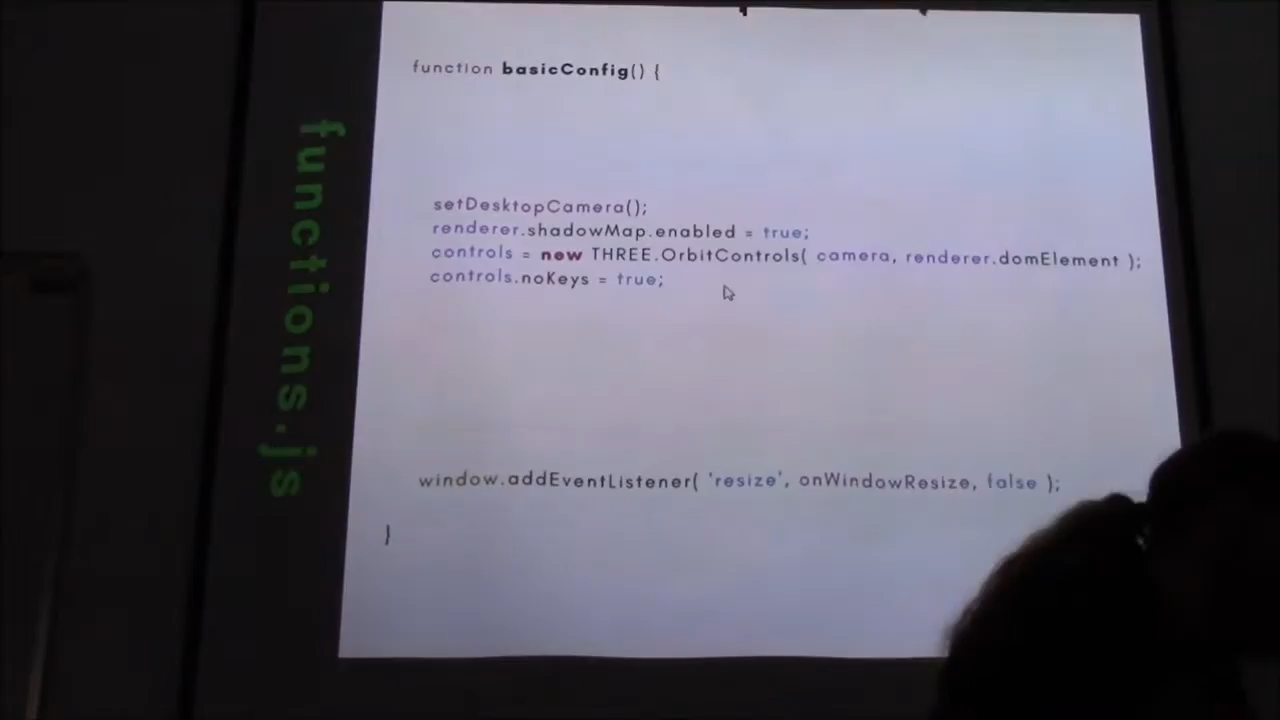 functions.js
function basicConfig() {
setDesktopCamera();
renderer.shadowMap.enabled = true;
controls = new THREE.OrbitControls( camera, renderer.domElement );
controls.noKeys = true;
window.addEventListener( 'resize', onWindowResize, false );
}